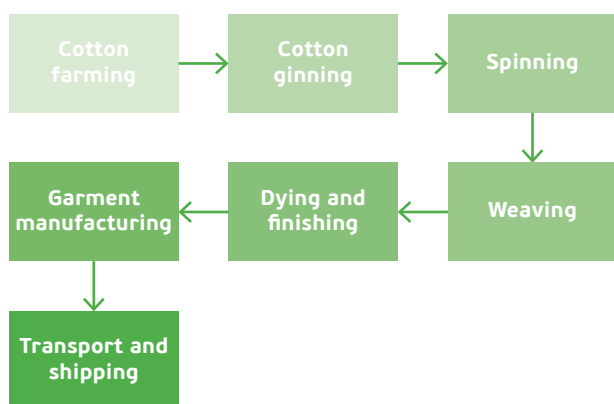 Cotton
farming
Cotton
ginning
Spinning
Weaving
Dying and
finishing
Garment
manufacturing
Transport and
shipping